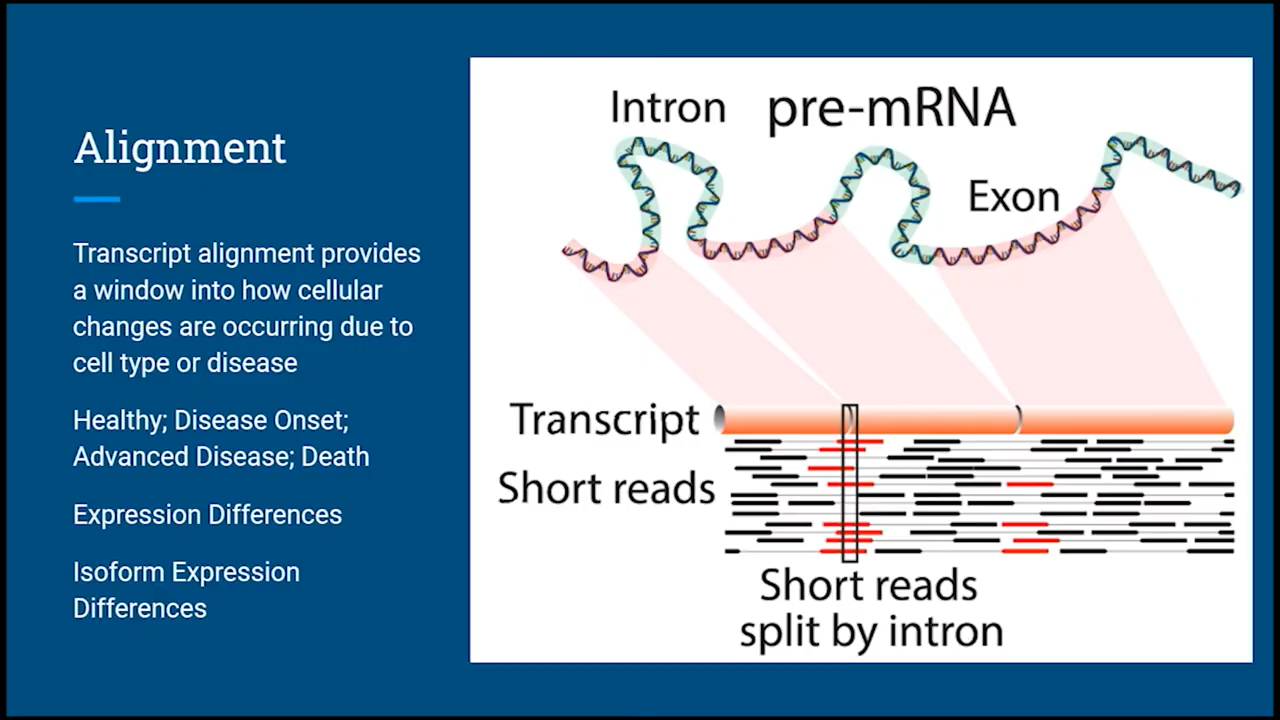 Alignment
Transcript alignment provides
a window into how cellular
changes are occurring due to
cell type or disease
Healthy; Disease Onset;
Advanced Disease; Death
Expression Differences
Isoform Expression
Differences
Intron
pre-mRNA
Exon
Transcript
Short reads
Short reads
split by intron